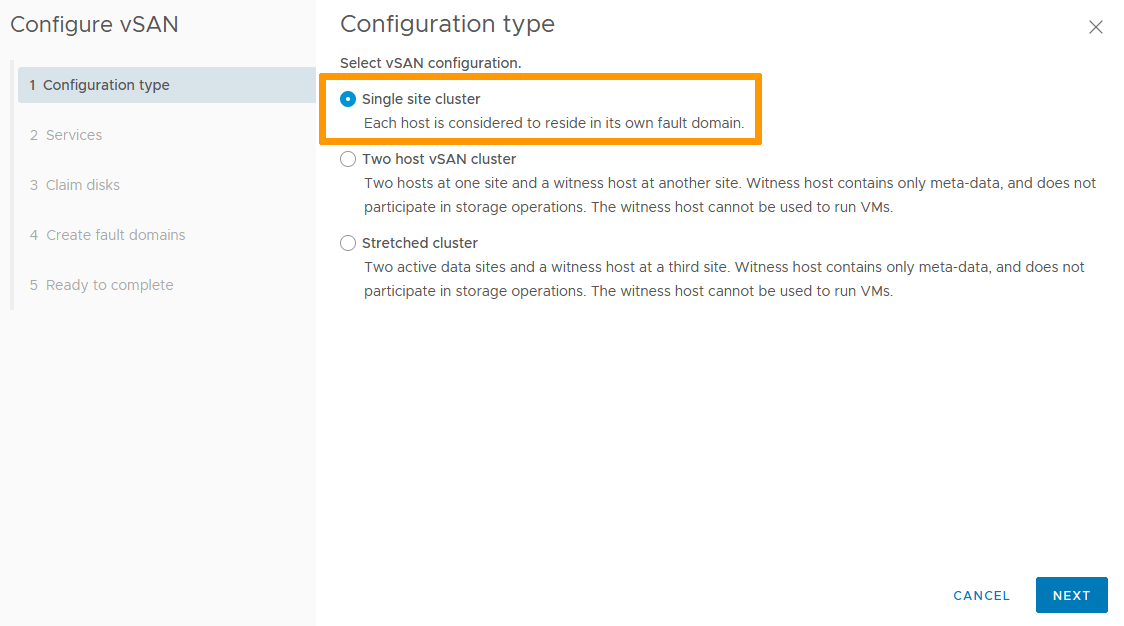 Configure vSAN
1 Configuration type
2 Services
3 Claim disks
4 Create fault domains
5 Ready to complete
Configuration type
Select vSAN configuration.
Single site cluster
Each host is considered to reside in its own fault domain.
Two host vSAN cluster
Two hosts at one site and a witness host at another site. Witness host contains only meta-data, and does not
participate in storage operations. The witness host cannot be used to run VMs.
Stretched cluster
Two active data sites and a witness host at a third site. Witness host contains only meta-data, and does not
participate in storage operations. The witness host cannot be used to run VMs.
CANCEL
NEXT